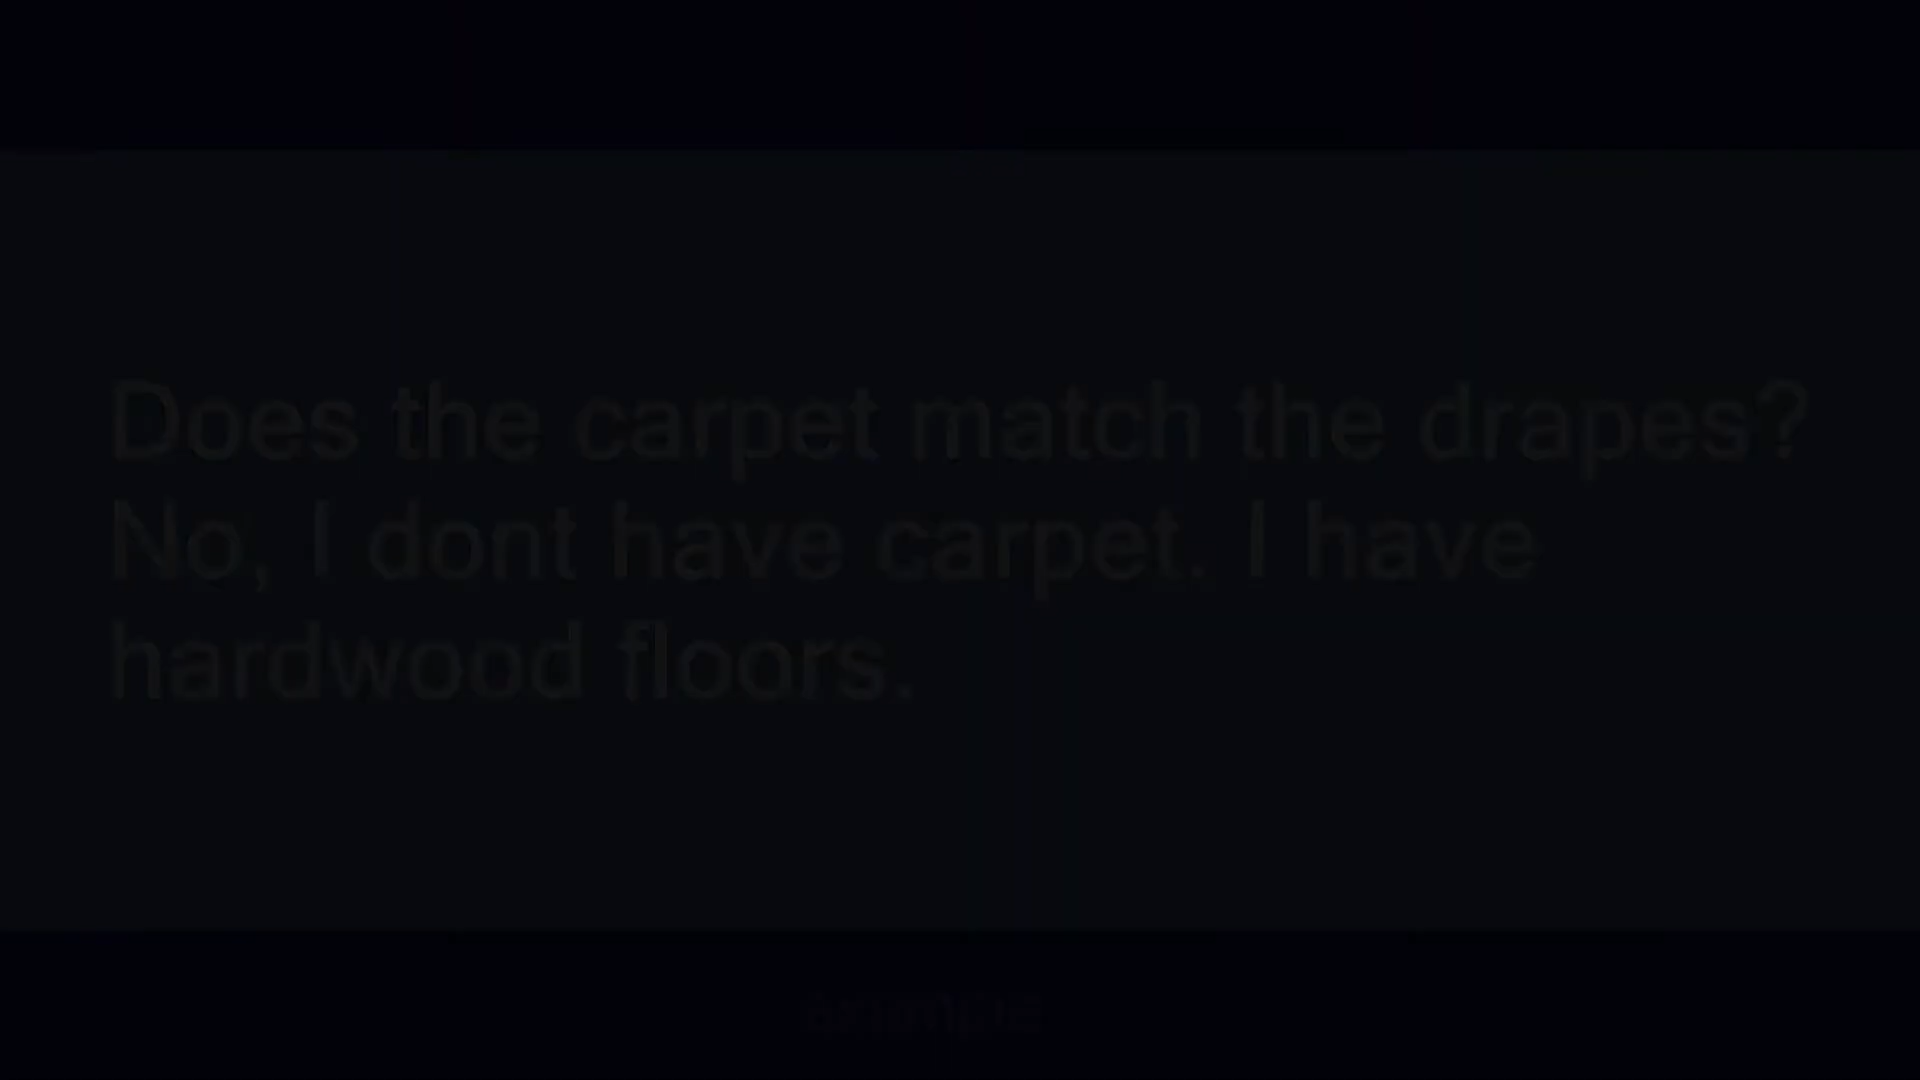 Does the carpet match the drapes?
No, I dont have carpet. I have
hardwood floors.